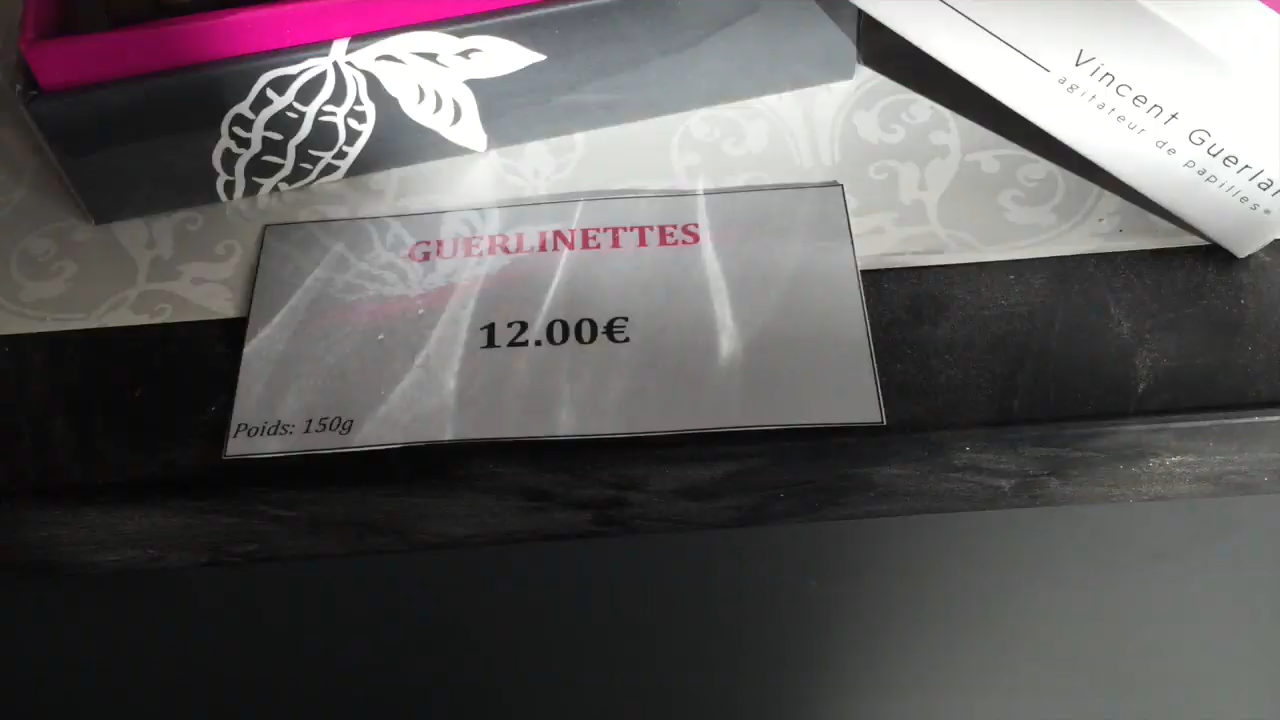 Vincent Guerla
agitateur de papilles®
GUERLINETTES
12.00€
Poids: 150g